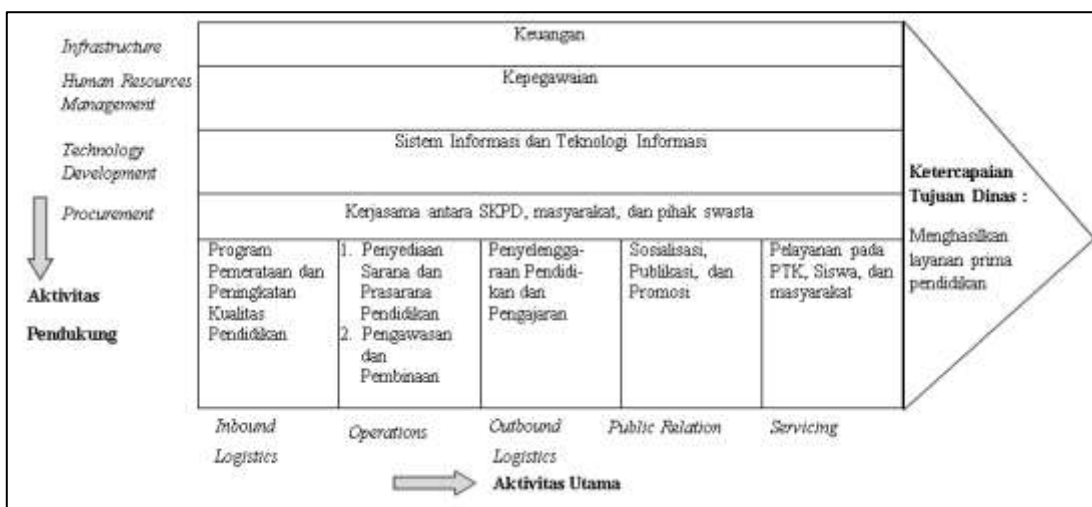 Infrastructure
Keuangan
Human Resources
Management
Kepegawaian
Technology
Development
Sistem Informasi dan Teknologi Informasi
Procurement
Kerjasama antara SKPD, masyarakat, dan pihak swasta
Aktivitas
Pendukung
Program
Pemerataan dan
Peningkatan
Kualitas
Pendidikan
1. Penyediaan
Sarana dan
Prasarana
Pendidikan
2. Pengawasan
dan
Pembinaan
Penyelengga-
raan Pendidi-
kan dan
Pengajaran
Sosialisasi,
Publikasi, dan
Promosi
Pelayanan pada
PTK, Siswa, dan
masyarakat
Ketercapaian
Tujuan Dinas :
Menghasilkan
layanan prima
pendidikan
Inbound
Logistics
Operations
Outbound
Logistics
Public Relation
Servicing
Aktivitas Utama